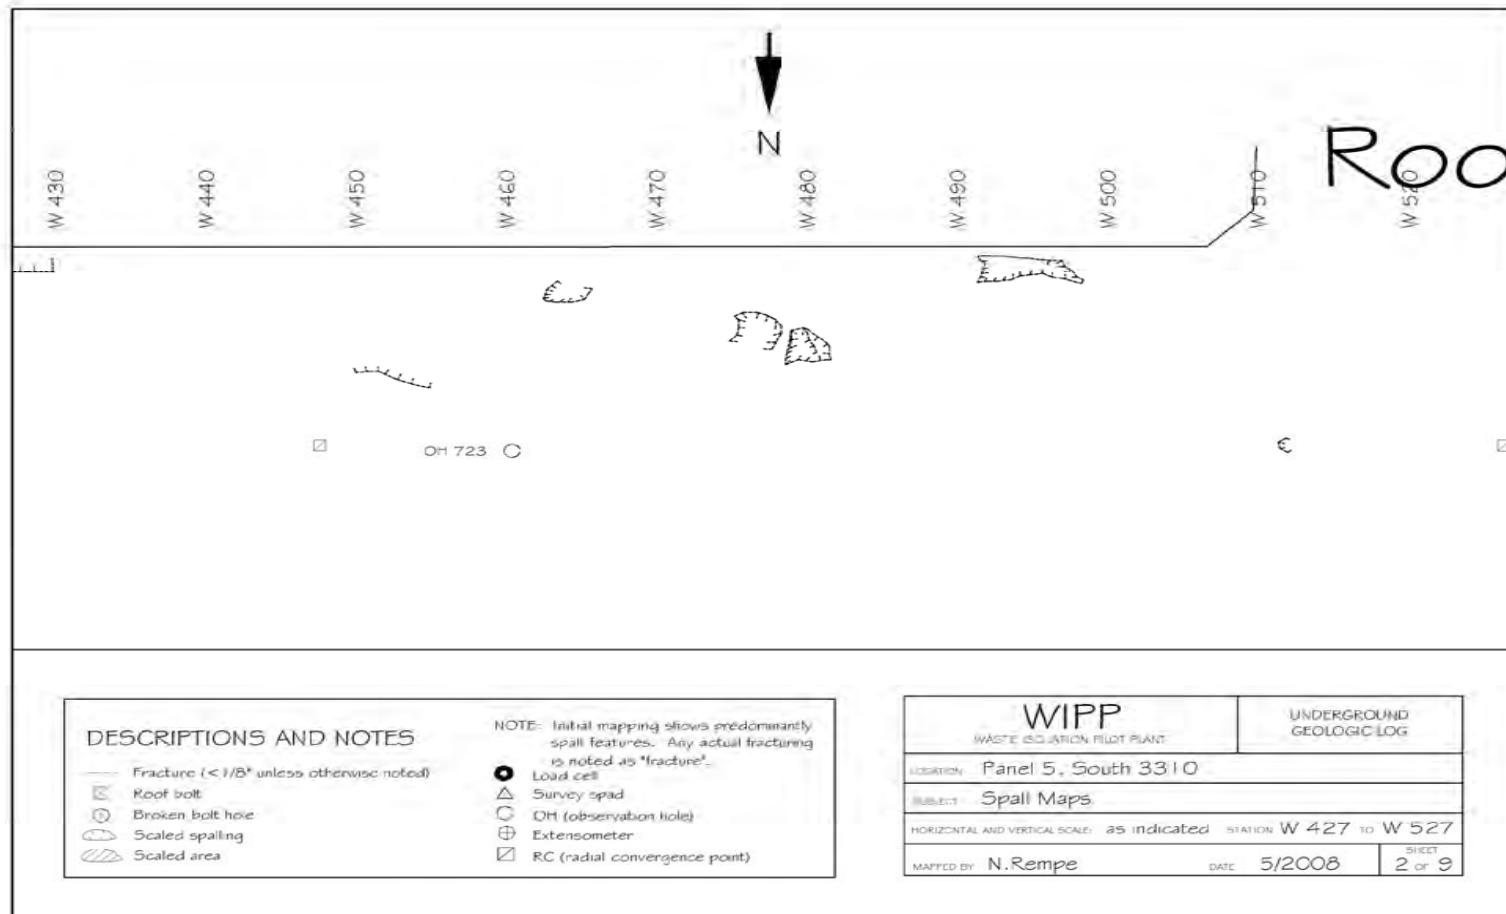 N
Roo
W 430
W 440
W 450
W 460
W 470
W 480
W 490
W 500
W 510
W 520
OH 723
DESCRIPTIONS AND NOTES
Fracture (<1/8" unless otherwise noted)
Roof bolt
Broken bolt hole
Scaled spalling
Scaled area
NOTE: Initial mapping shows predominantly
spall features. Any actual fracturing
is noted as "fracture".
Load cell
Survey spad
OH (observation hole)
Extensometer
RC (radial convergence point)
WIPP
WASTE ISOLATION PILOT PLANT
UNDERGROUND
GEOLOGIC LOG
LOCATION: Panel 5, South 3310
SUBJECT: Spall Maps
HORIZONTAL AND VERTICAL SCALE: as indicated STATION W 427 TO W 527
MAPPED BY N.Rempe DATE 5/2008
SHEET
2 OF 9